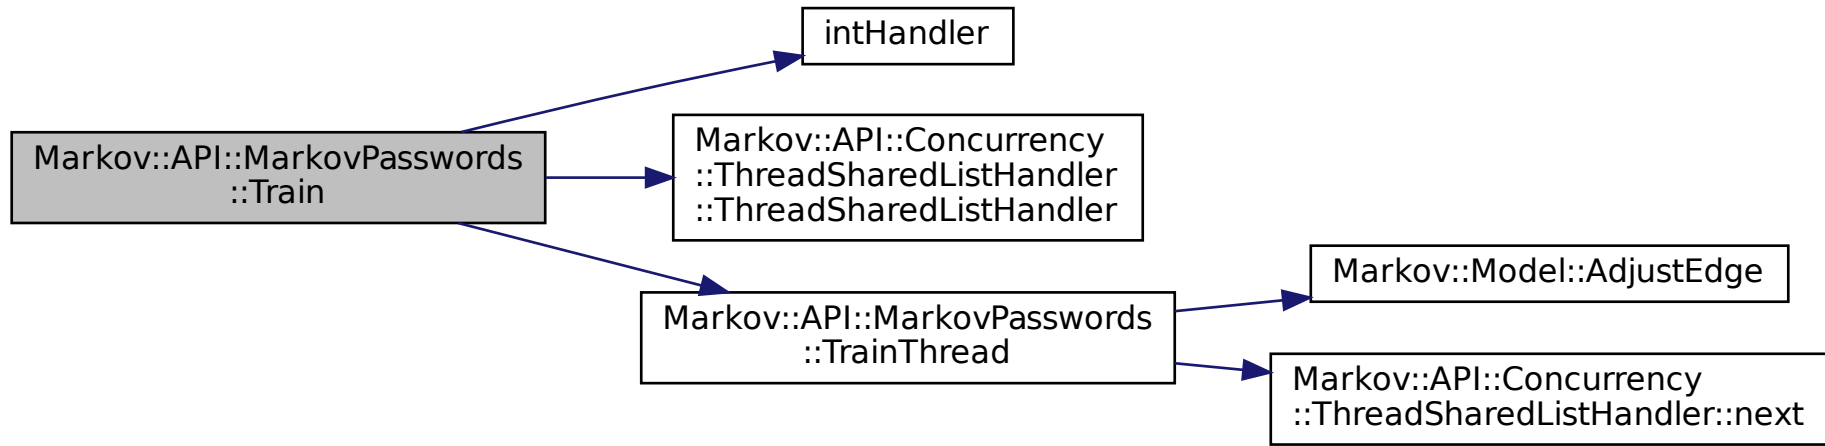 intHandler
Markov::API::MarkovPasswords
::Train
Markov::API::Concurrency
::ThreadSharedListHandler
::ThreadSharedListHandler
Markov::API::MarkovPasswords
::TrainThread
Markov::Model::AdjustEdge
Markov::API::Concurrency
::ThreadSharedListHandler::next